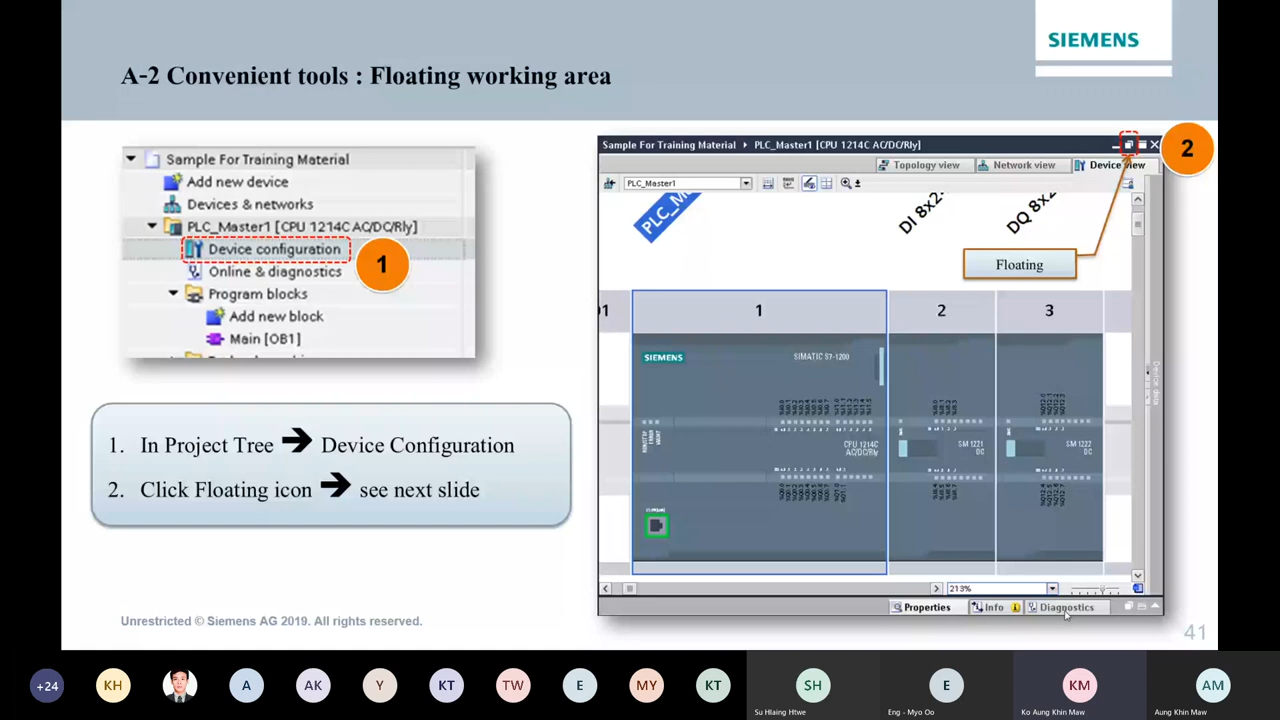 SIEMENS
A-2 Convenient tools : Floating working area
Sample For Training Material
Add new device
Devices & networks
PLC_Master1 [CPU 1214C AC/DC/Rly]
Device configuration
Online & diagnostics
Program blocks
Add new block
Main [OB1]
1
1. In Project Tree ➔ Device Configuration
2. Click Floating icon ➔ see next slide
Sample For Training Material ▸ PLC_Master1 [CPU 1214C AC/DC/Rly]
2
Topology view
Network view
Device view
PLC_Master1
PLC_M
DI 8x2
DQ 8x2
Floating
1
2
3
SIEMENS
SIMATIC S7-1200
CPU 1214C
AC/DC/Rly
SM 1221
DC
SM 1222
DC
Device data
213%
Properties
Info
Diagnostics
Unrestricted © Siemens AG 2019. All rights reserved.
41
+24
KH
A
AK
Y
KT
TW
E
MY
KT
SH
Su Hlaing Htwe
E
Eng - Myo Oo
KM
Ko Aung Khin Maw
AM
Aung Khin Maw